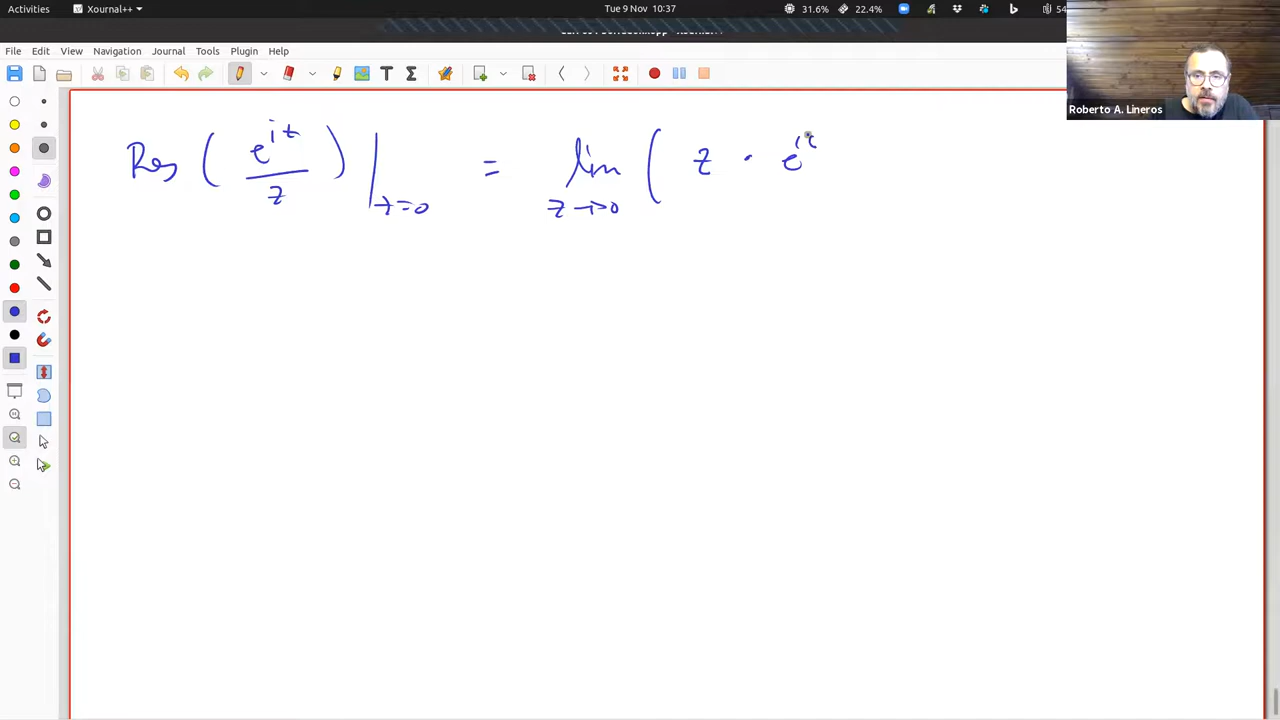 Activities Xournal++ Tue 9 Nov 10:37 31.6% 22.4% 54
File Edit View Navigation Journal Tools Plugin Help
Roberto A. Lineros
Res ( e^{iz} / z ) |_{z=0} = lim_{z→0} ( z · e^{iz}